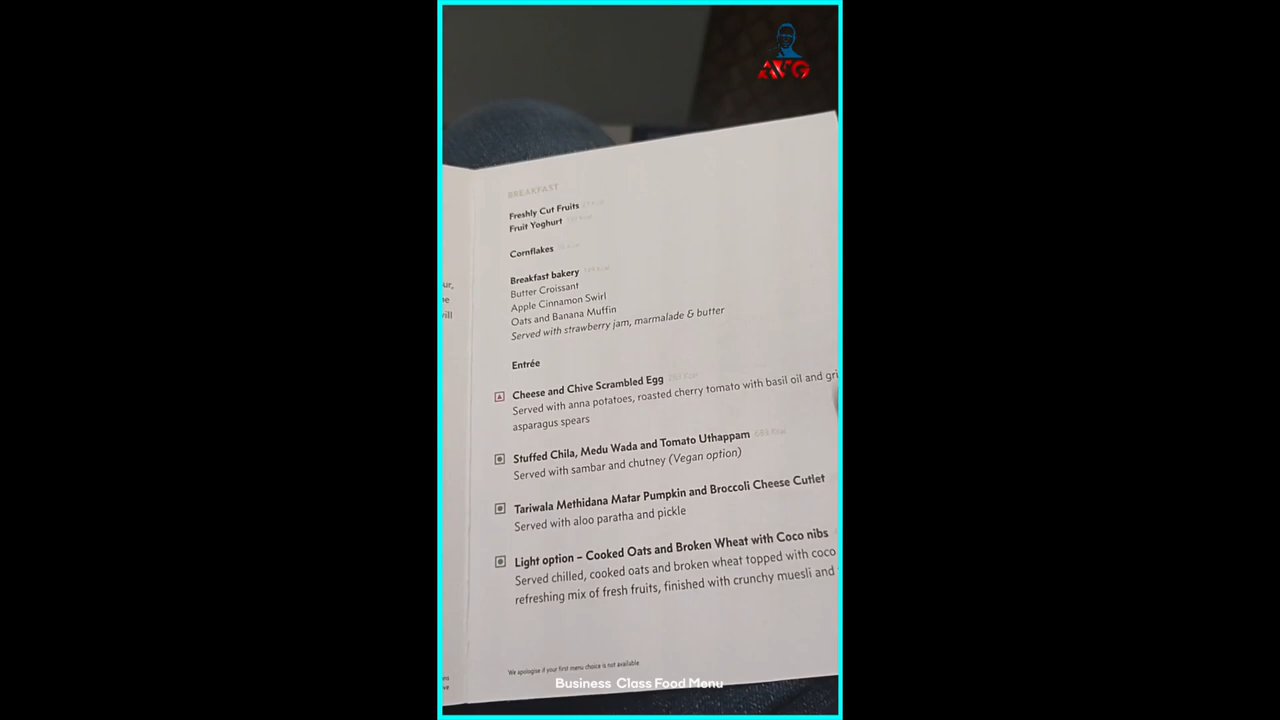 AVG
BREAKFAST
Freshly Cut Fruits
Fruit Yoghurt
Cornflakes
Breakfast bakery
Butter Croissant
Apple Cinnamon Swirl
Oats and Banana Muffin
Served with strawberry jam, marmalade & butter
Entrée
Cheese and Chive Scrambled Egg
Served with anna potatoes, roasted cherry tomato with basil oil and gri
asparagus spears
Stuffed Chila, Medu Wada and Tomato Uthappam
Served with sambar and chutney (Vegan option)
Tariwala Methidana Matar Pumpkin and Broccoli Cheese Cutlet
Served with aloo paratha and pickle
Light option – Cooked Oats and Broken Wheat with Coco nibs
Served chilled, cooked oats and broken wheat topped with coco
refreshing mix of fresh fruits, finished with crunchy muesli and
We apologise if your first menu choice is not available
Business Class Food Menu